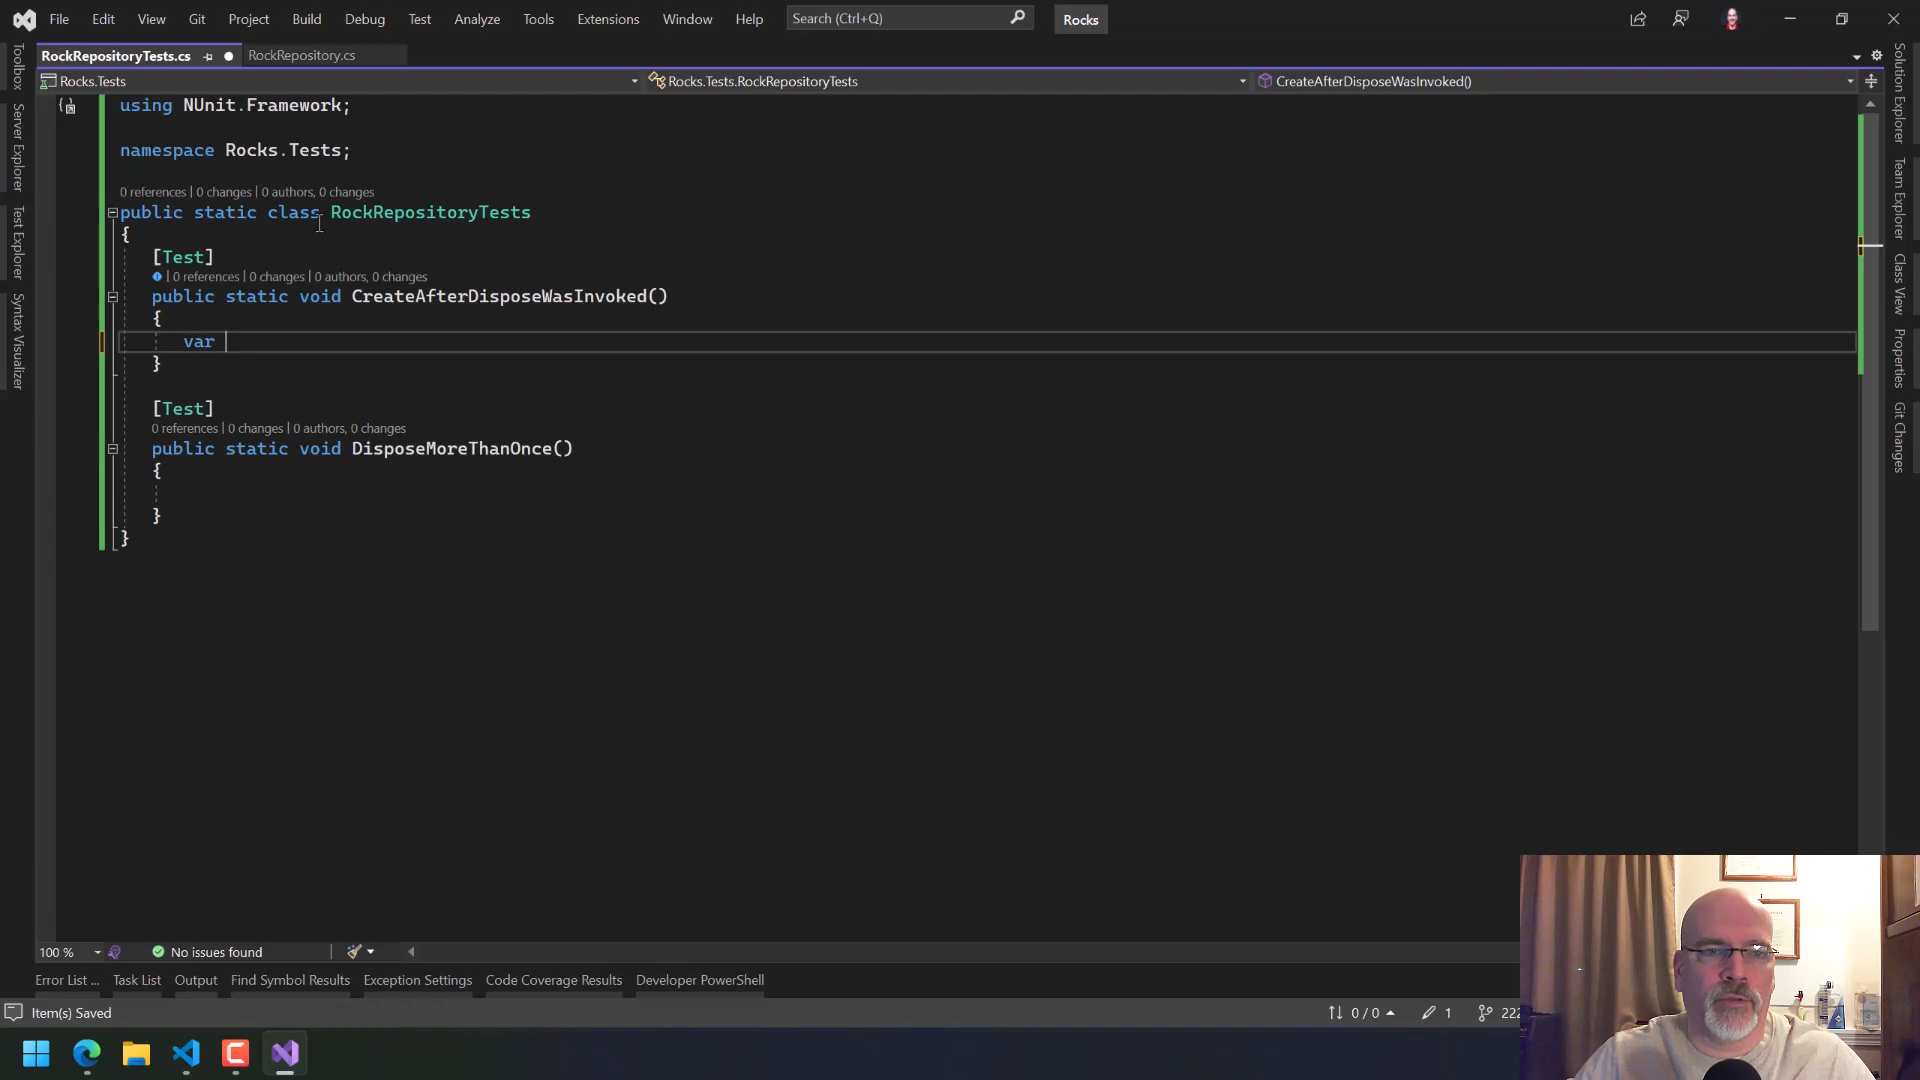 File Edit View Git Project Build Debug Test Analyze Tools Extensions Window Help Search (Ctrl+Q) Rocks
RockRepositoryTests.cs RockRepository.cs
Rocks.Tests Rocks.Tests.RockRepositoryTests CreateAfterDisposeWasInvoked()
Toolbox
Server Explorer
Test Explorer
Syntax Visualizer
using NUnit.Framework;
namespace Rocks.Tests;
0 references | 0 changes | 0 authors, 0 changes
public static class RockRepositoryTests
{
[Test]
| 0 references | 0 changes | 0 authors, 0 changes
public static void CreateAfterDisposeWasInvoked()
{
var
}
[Test]
0 references | 0 changes | 0 authors, 0 changes
public static void DisposeMoreThanOnce()
{
}
}
Solution Explorer
Team Explorer
Class View
Properties
Git Changes
100 % No issues found
Error List ... Task List Output Find Symbol Results Exception Settings Code Coverage Results Developer PowerShell
Item(s) Saved 0 / 0 1 222